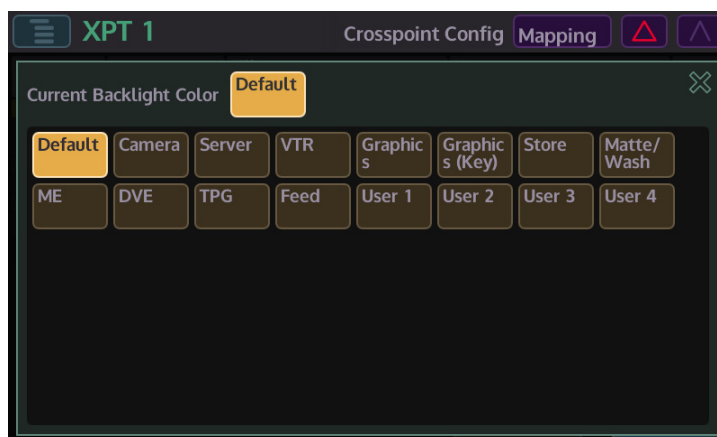 XPT 1
Crosspoint Config Mapping
Current Backlight Color Default
Default Camera Server VTR Graphic
s Graphic
s (Key) Store Matte/
Wash
ME DVE TPG Feed User 1 User 2 User 3 User 4